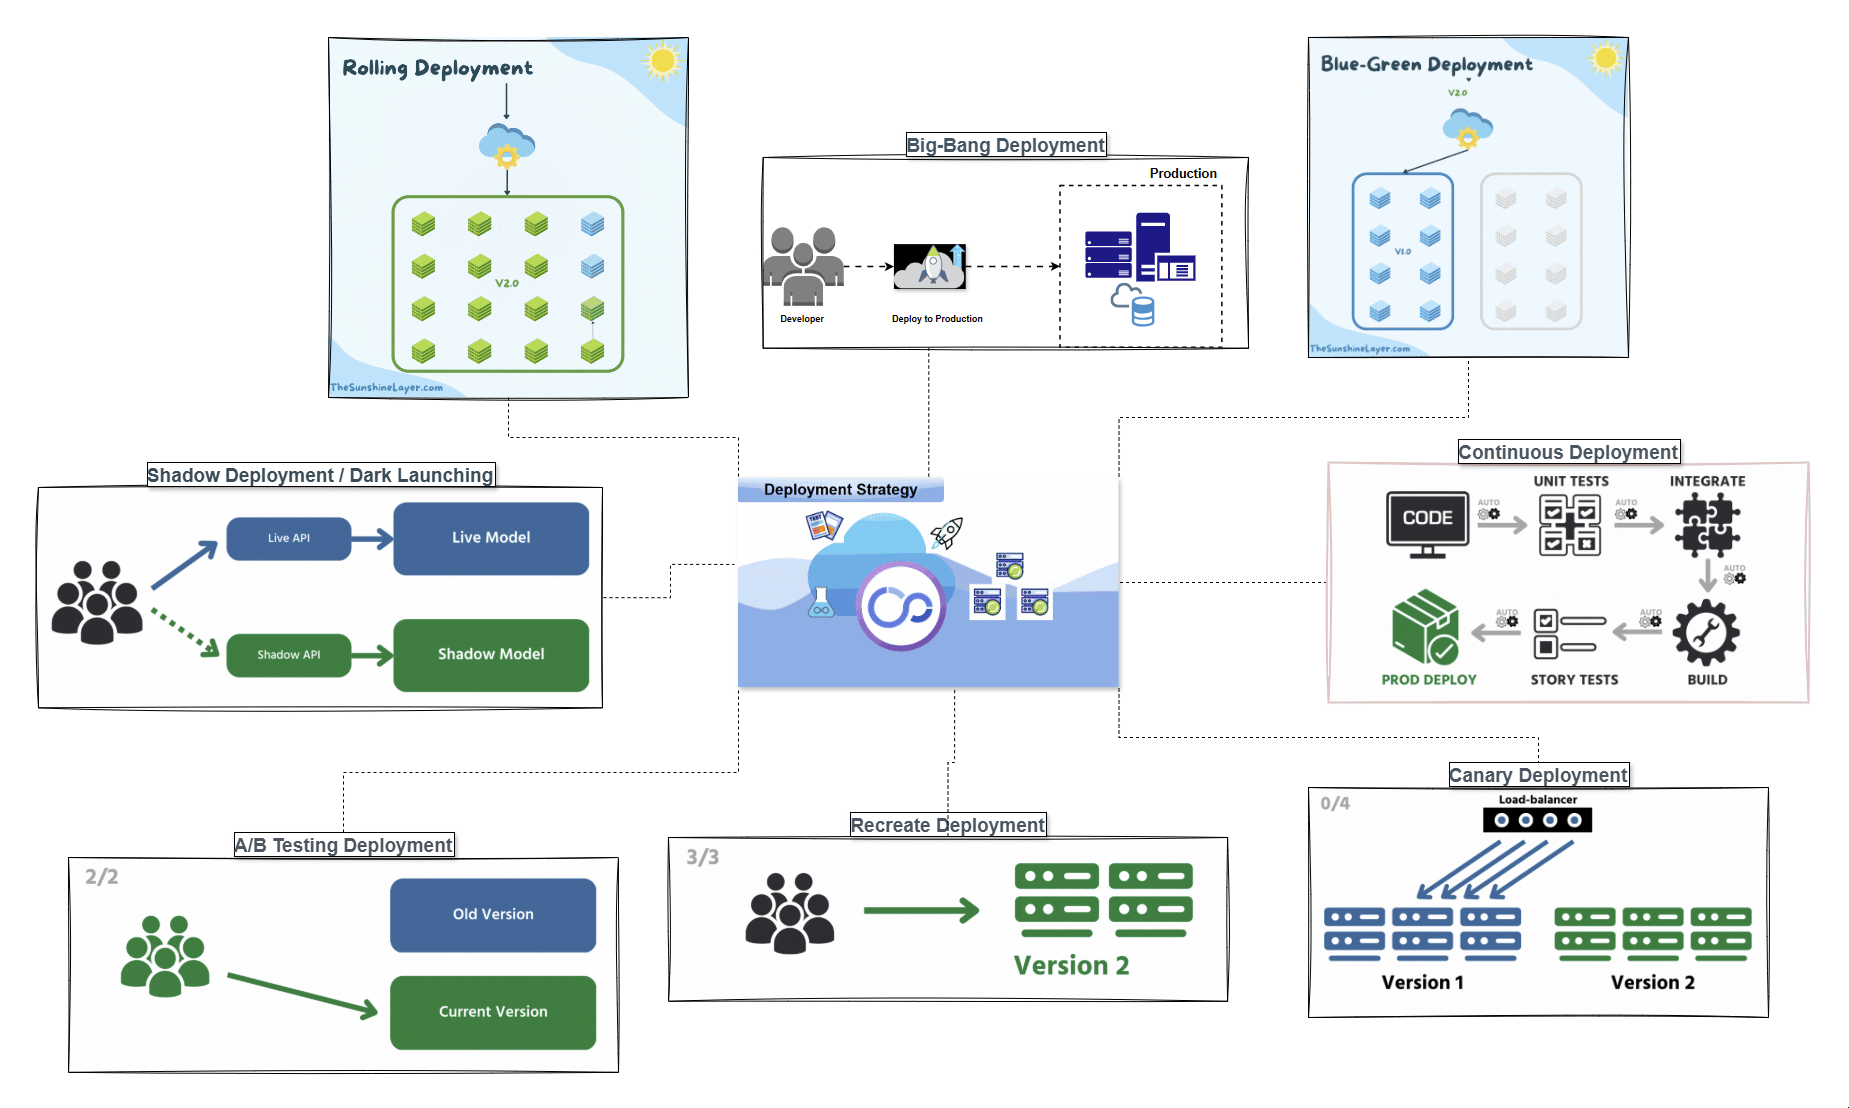 Rolling Deployment
V2.0
TheSunshineLayer.com
Big-Bang Deployment
Production
Developer
Deploy to Production
Blue-Green Deployment
V2.0
V1.0
TheSunshineLayer.com
Shadow Deployment / Dark Launching
Live API
Live Model
Shadow API
Shadow Model
Deployment Strategy
TEST
Continuous Deployment
UNIT TESTS
INTEGRATE
CODE
AUTO
AUTO
AUTO
AUTO
AUTO
PROD DEPLOY
STORY TESTS
BUILD
A/B Testing Deployment
2/2
Old Version
Current Version
Recreate Deployment
3/3
Version 2
Canary Deployment
0/4
Load-balancer
Version 1
Version 2